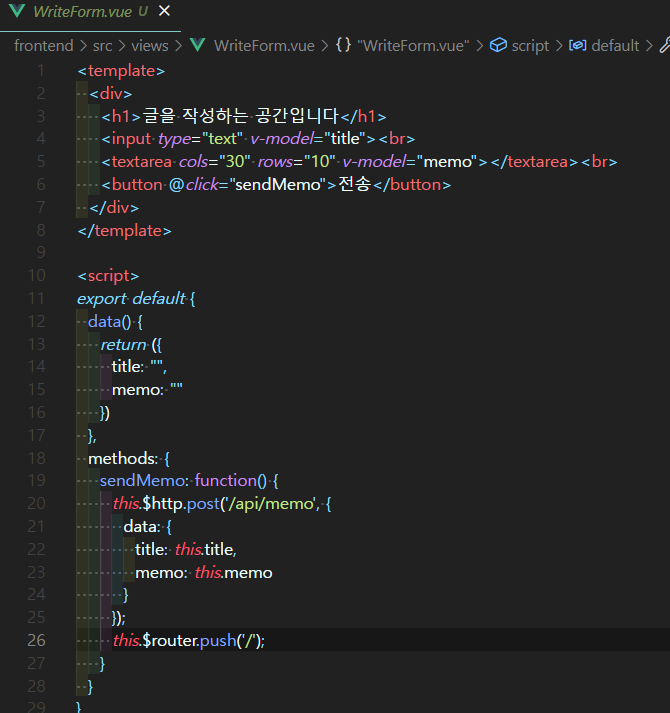 WriteForm.vue U
frontend > src > views > WriteForm.vue > {} "WriteForm.vue" > script > default >
1 <template>
2 <div>
3 <h1>글을 작성하는 공간입니다</h1>
4 <input type="text" v-model="title"><br>
5 <textarea cols="30" rows="10" v-model="memo"></textarea><br>
6 <button @click="sendMemo">전송</button>
7 </div>
8 </template>
9
10 <script>
11 export default {
12 data() {
13 return ({
14 title: "",
15 memo: ""
16 })
17 },
18 methods: {
19 sendMemo: function() {
20 this.$http.post('/api/memo', {
21 data: {
22 title: this.title,
23 memo: this.memo
24 }
25 });
26 this.$router.push('/');
27 }
28 }
29 }